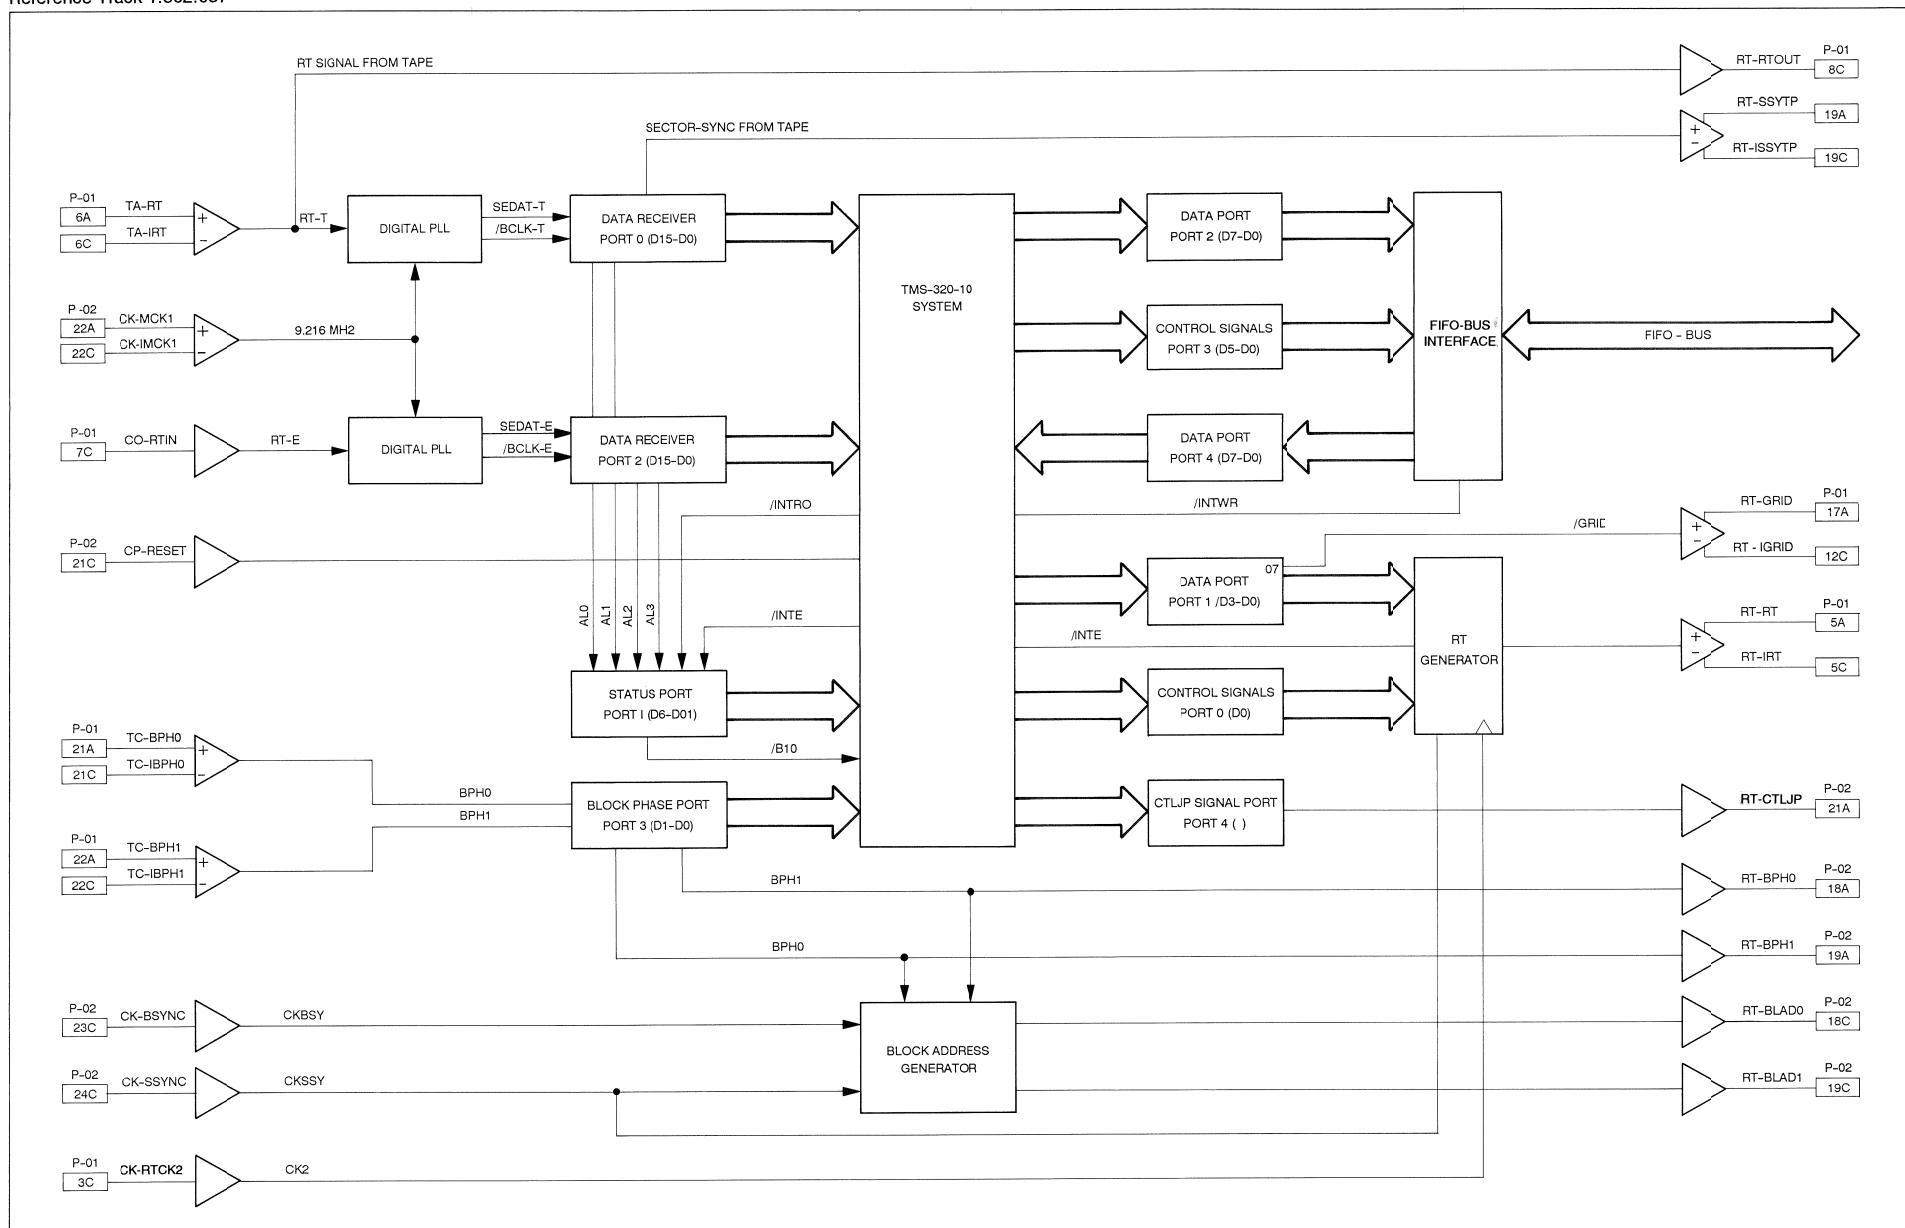 RT SIGNAL FROM TAPE
RT-RTOUT
P-01
8C
RT-SSYTP
19A
SECTOR-SYNC FROM TAPE
RT-ISSYTP
19C
P-01
6A
TA-RT
6C
TA-IRT
+
-
RT-T
DIGITAL PLL
SEDAT-T
/BCLK-T
DATA RECEIVER
PORT 0 (D15-D0)
TMS-320-10
SYSTEM
DATA PORT
PORT 2 (D7-D0)
P-02
22A
CK-MCK1
22C
CK-IMCK1
+
-
9.216 MH2
CONTROL SIGNALS
PORT 3 (D5-D0)
FIFO-BUS
INTERFACE
FIFO - BUS
P-01
7C
CO-RTIN
RT-E
DIGITAL PLL
SEDAT-E
/BCLK-E
DATA RECEIVER
PORT 2 (D15-D0)
DATA PORT
PORT 4 (D7-D0)
/INTRO
/INTWR
/GRID
+
-
RT-GRID
P-01
17A
RT - IGRID
12C
P-02
21C
CP-RESET
AL0
AL1
AL2
AL3
07
DATA PORT
PORT 1 /D3-D0)
/INTE
/INTE
RT
GENERATOR
+
-
RT-RT
P-01
5A
RT-IRT
5C
STATUS PORT
PORT I (D6-D01)
CONTROL SIGNALS
PORT 0 (D0)
P-01
21A
TC-BPH0
21C
TC-IBPH0
+
-
/B10
BPH0
BPH1
BLOCK PHASE PORT
PORT 3 (D1-D0)
CTLJP SIGNAL PORT
PORT 4 ( )
RT-CTLJP
P-02
21A
P-01
22A
TC-BPH1
22C
TC-IBPH1
+
-
BPH1
RT-BPH0
P-02
18A
BPH0
RT-BPH1
P-02
19A
P-02
23C
CK-BSYNC
CKBSY
BLOCK ADDRESS
GENERATOR
RT-BLAD0
P-02
18C
P-02
24C
CK-SSYNC
CKSSY
RT-BLAD1
P-02
19C
P-01
3C
CK-RTCK2
CK2